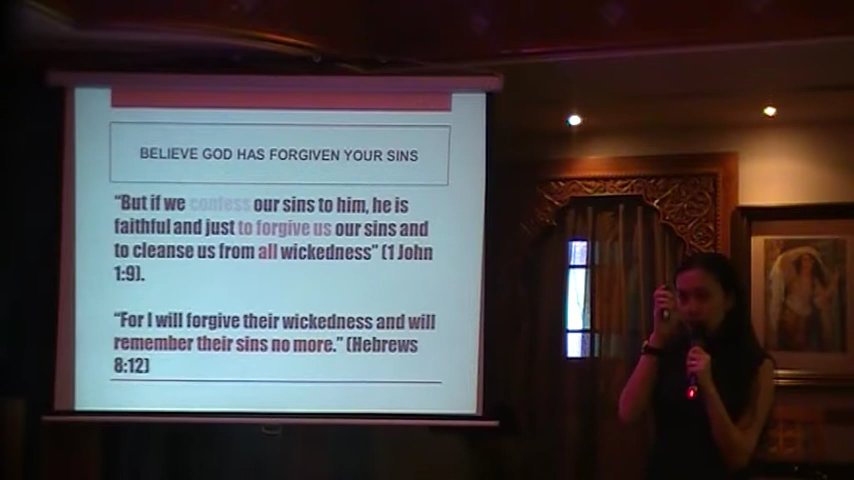 BELIEVE GOD HAS FORGIVEN YOUR SINS
“But if we confess our sins to him, he is
faithful and just to forgive us our sins and
to cleanse us from all wickedness” (1 John
1:9).
“For I will forgive their wickedness and will
remember their sins no more.” (Hebrews
8:12)